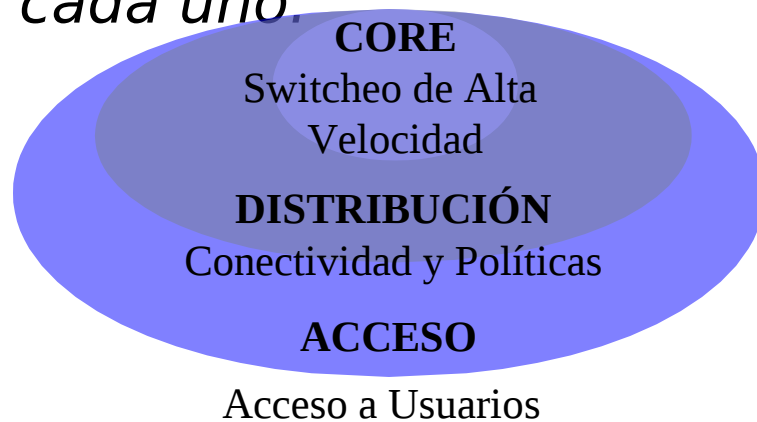 cada uno.
CORE
Switcheo de Alta
Velocidad
DISTRIBUCIÓN
Conectividad y Políticas
ACCESO
Acceso a Usuarios